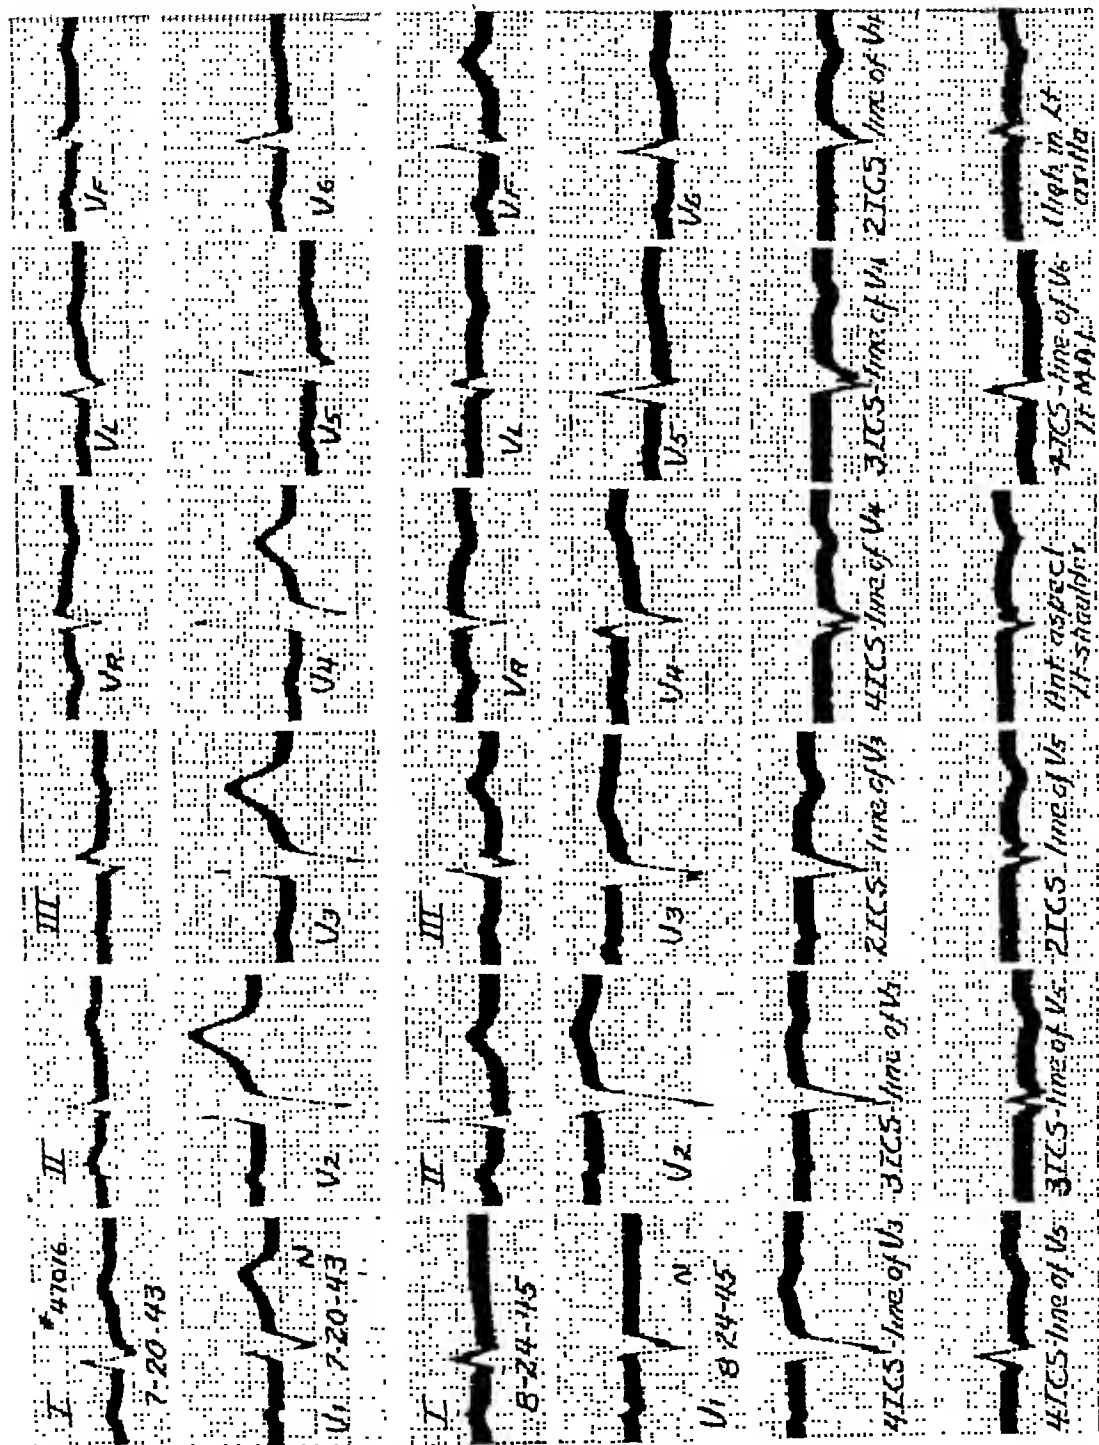 I #47016 II III VR VL VF
7-20-43
V1 N V2 V3 V4 V5 V6
7-20-43
I II III VR VL VF
8-24-45
V1 N V2 V3 V4 V5 V6
8-24-45
4ICS-line of V3 3ICS-line of V3 2ICS-line of V3 4ICS line of V4 3ICS-line of V4 2ICS line of V4
4ICS line of V5 3ICS-line of V5 2ICS line of V5 Ant aspect Lt-shoulder ICS-line of V6 Lt MAL High in Lt axilla